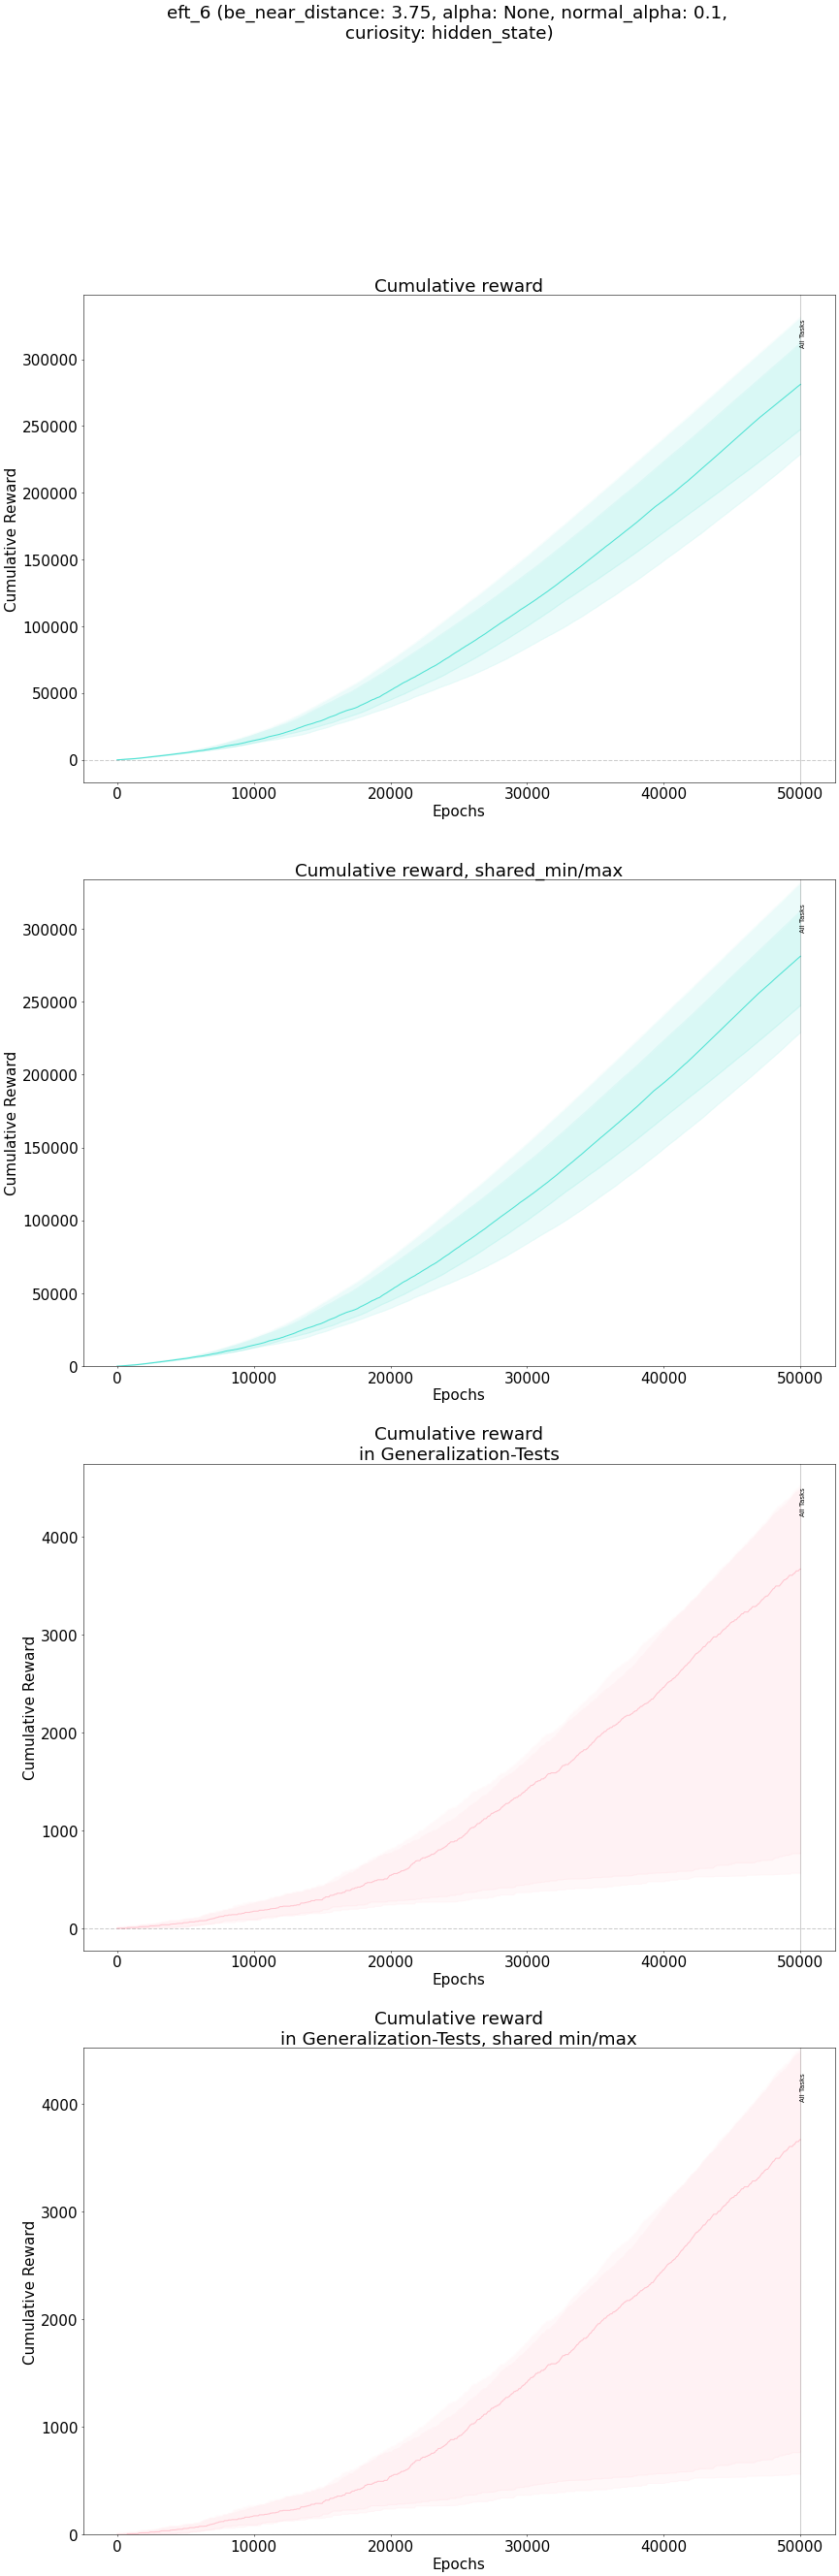 eft_6 (be_near_distance: 3.75, alpha: None, normal_alpha: 0.1,
curiosity: hidden_state)
Cumulative reward
All Tasks
300000
250000
200000
150000
100000
50000
0
Cumulative Reward
0 10000 20000 30000 40000 50000
Epochs
Cumulative reward, shared_min/max
All Tasks
300000
250000
200000
150000
100000
50000
0
Cumulative Reward
0 10000 20000 30000 40000 50000
Epochs
Cumulative reward
in Generalization-Tests
All Tasks
4000
3000
2000
1000
0
Cumulative Reward
0 10000 20000 30000 40000 50000
Epochs
Cumulative reward
in Generalization-Tests, shared min/max
All Tasks
4000
3000
2000
1000
0
Cumulative Reward
0 10000 20000 30000 40000 50000
Epochs